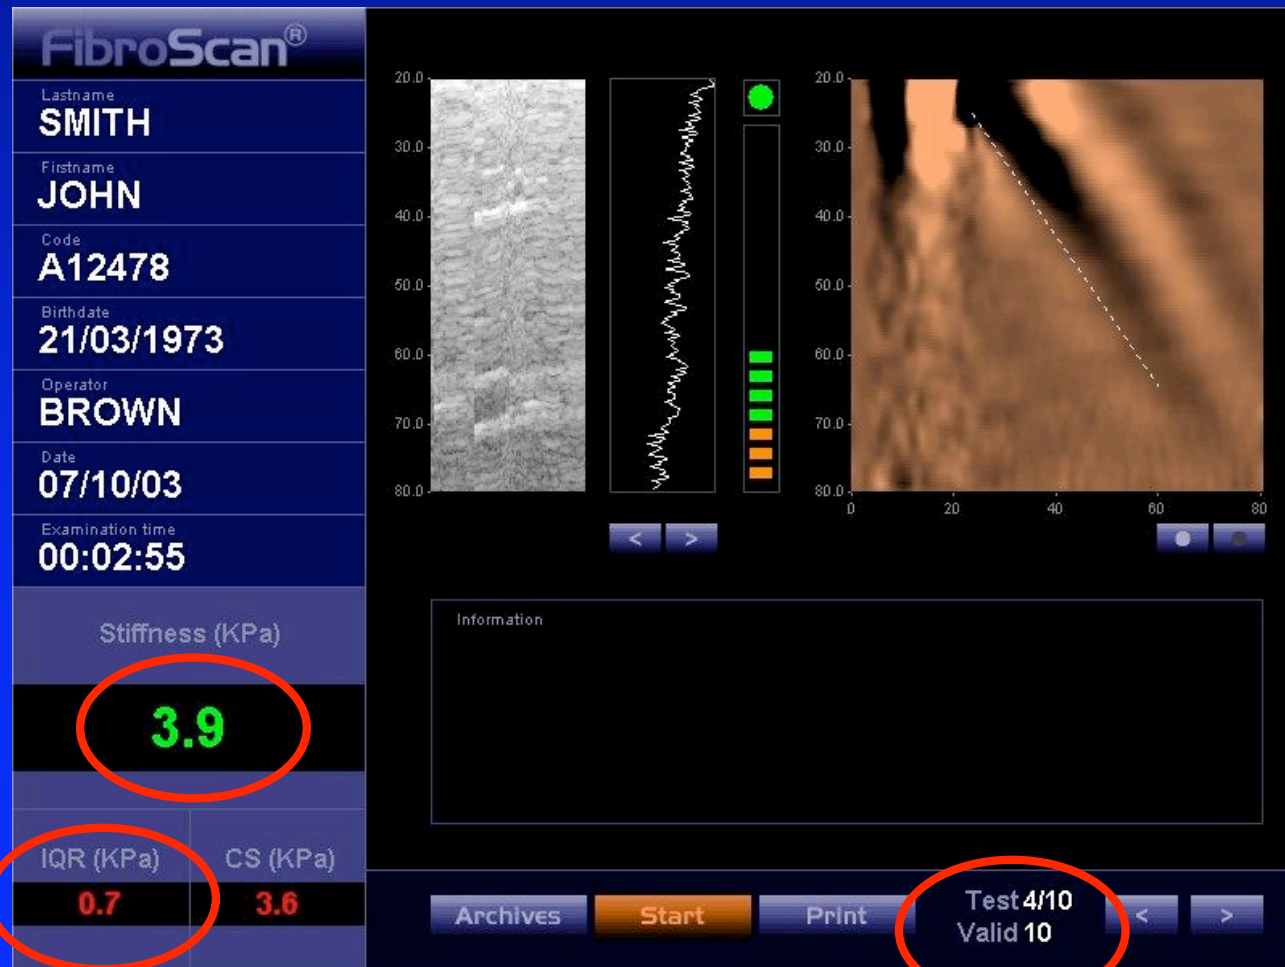 FibroScan®
Lastname
SMITH
Firstname
JOHN
Code
A12478
Birthdate
21/03/1973
Operator
BROWN
Date
07/10/03
Examination time
00:02:55
Stiffness (KPa)
3.9
IQR (KPa) CS (KPa)
0.7 3.6
20.0
30.0
40.0
50.0
60.0
70.0
80.0
< >
20.0
30.0
40.0
50.0
60.0
70.0
80.0
0 20 40 60 80
Information
Archives Start Print
Test 4/10
Valid 10
< >